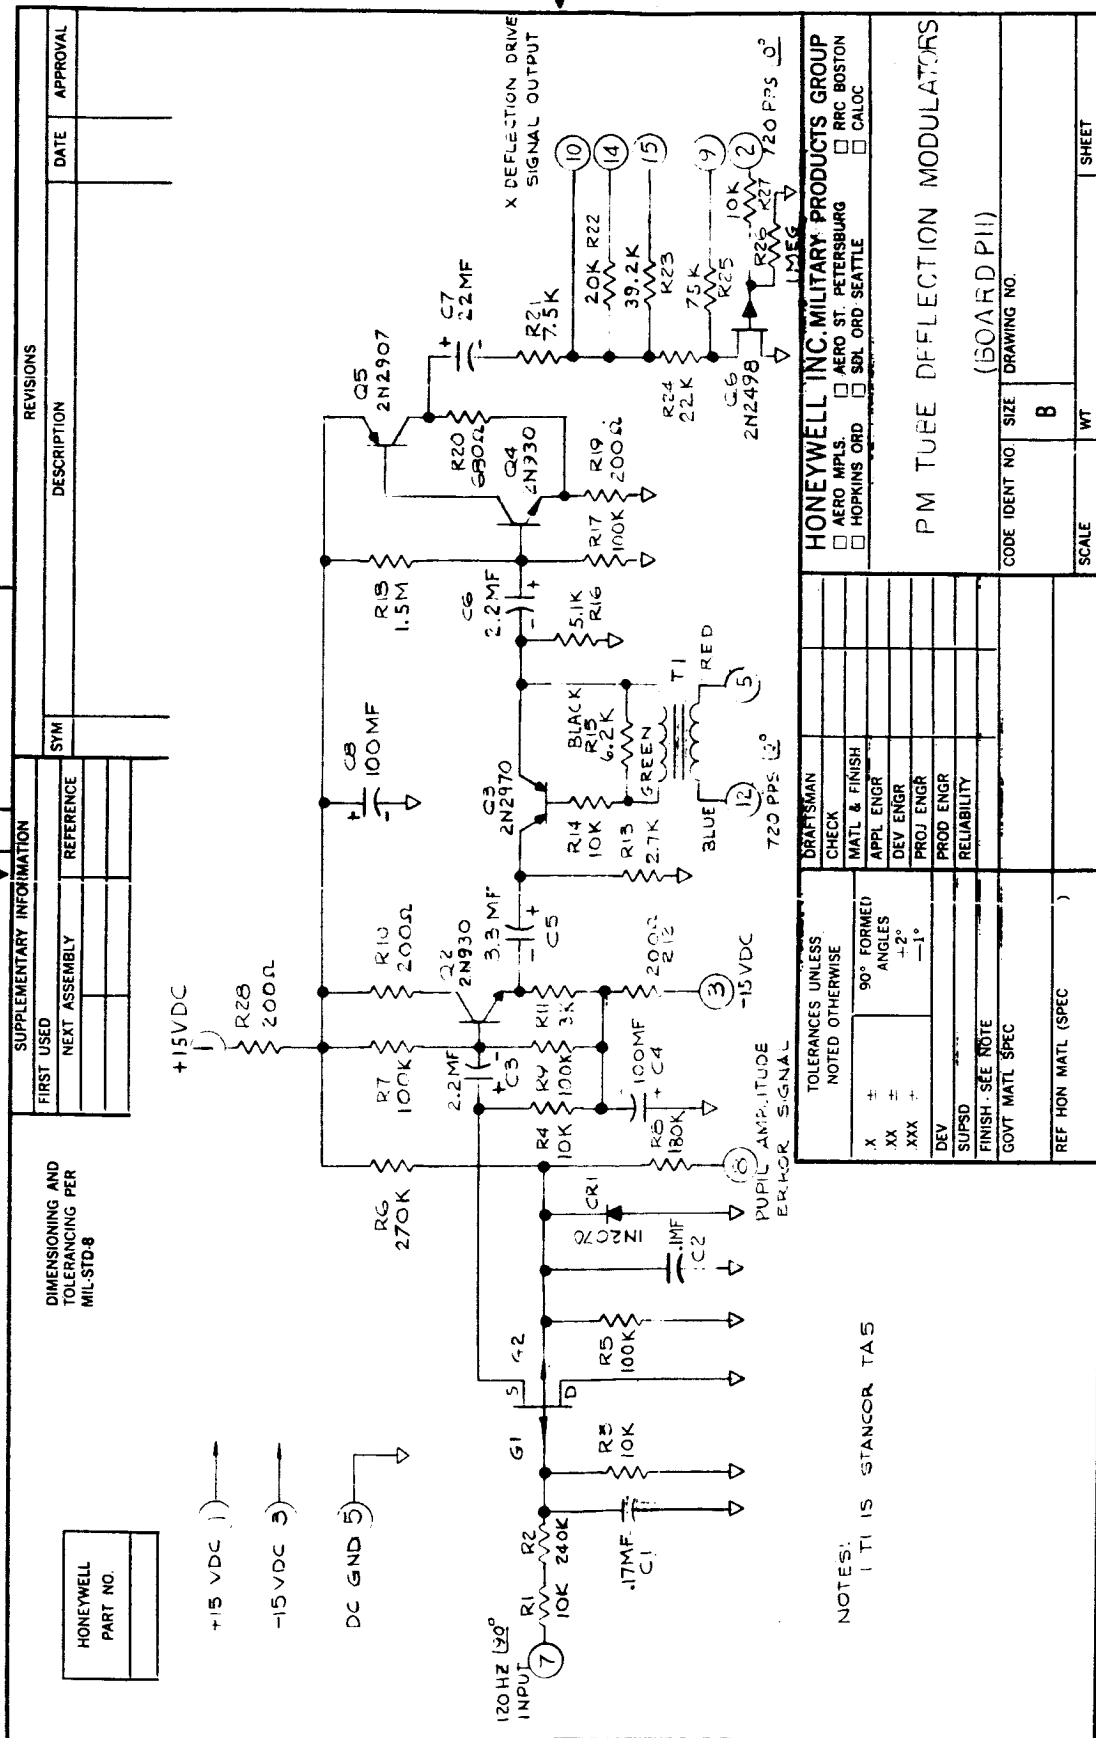 HONEYWELL
PART NO.
DIMENSIONING AND
TOLERANCING PER
MIL-STD-8
SUPPLEMENTARY INFORMATION
FIRST USED
NEXT ASSEMBLY
REFERENCE
REVISIONS
SYM
DESCRIPTION
DATE
APPROVAL
+15 VDC 1
-15VDC 3
DC GND 5
+15VDC
1
R28
200Ω
R6
270K
R7
100K
R10
200Ω
C8
100MF
+
-
R18
1.5M
Q5
2N2907
C7
22MF
+
-
X DEFLECTION DRIVE
SIGNAL OUTPUT
R20
680Ω
Q4
2N930
R19
200Ω
R17
100K
C6
2.2MF
-
+
5.1K
R16
R21
7.5K
10
14
15
9
2
20K R22
39.2K
R23
R24
22K
75K
R25
2N2498
10K
R27
R26
1MEG
720 PPS 0°
120HZ 90°
INPUT
7
R1
10K
R2
240K
.17MF
C1
R3
10K
G1
G2
S
D
R5
100K
.1MF
C2
CR1
R8
180K
8
PUPIL AMPLITUDE
ERROR SIGNAL
R4
10K
2.2MF
C3
+
-
100K
100MF
+ C4
Q2
2N930
R11
3K
3.3MF
C5
-
+
200Ω
R12
3
-15VDC
2N2970
R14
10K
R13
2.7K
BLACK
R15
6.2K
GREEN
T1
RED
BLUE
12
5
720 PPS
NOTES:
1 T1 IS STANCOR TA5
TOLERANCES UNLESS
NOTED OTHERWISE
.X ±
.XX ±
.XXX ±
90° FORMED
ANGLES
+2°
-1°
DEV
SUPSD
FINISH - SEE NOTE
GOVT MATL SPEC
REF HON MATL (SPEC )
DRAFTSMAN
CHECK
MATL & FINISH
APPL ENGR
DEV ENGR
PROJ ENGR
PROD ENGR
RELIABILITY
HONEYWELL INC. MILITARY PRODUCTS GROUP
□ AERO MPLS. □ AERO ST. PETERSBURG □ RRC BOSTON
□ HOPKINS ORD □ SDL ORD SEATTLE □ CALOC
PM TUBE DEFLECTION MODULATORS
(BOARD P11)
CODE IDENT NO.
SIZE
B
DRAWING NO.
SCALE
WT
SHEET